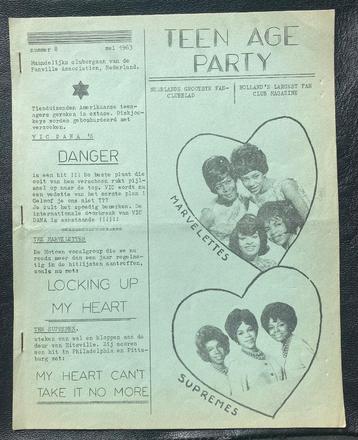 nummer 8 mei 1963
Maandelijks cluborgaan van de
Fanville Association, Nederland.
Tienduizenden Amerikaanse teen-
agers geraken in extase. Diskjoc-
keys worden gebombardeerd met
verzoeken.
VIC DANA 'S
DANGER
is een hit !!! De beste plaat die
ooit van hem verschoen rukt pijl-
snel op naar de top. VIC wordt nu
een vedette van het eerste plan !
Geloof je ons niet ???
Je zult het spoedig bemerken. De
internationale doorbraak van VIC
DANA is aanstaande !!!!!!
THE MARVELETTES
De Motown vocalgroup die we nu
reeds meer dan een jaar regelma-
tig in de hitlijsten aantroffen,
zoals nu met:
LOCKING UP
MY HEART
THE SUPREMES,
steken van wal en kloppen aan de
deur van Hitsville. Zij scoren
een hit in Philadelphia en Pitts-
burg met:
MY HEART CAN'T
TAKE IT NO MORE
TEEN AGE
PARTY
NEDERLANDS GROOTSTE FAN-
CLUBBLAD
HOLLAND'S LARGEST FAN
CLUB MAGAZINE
MARVELETTES
SUPREMES